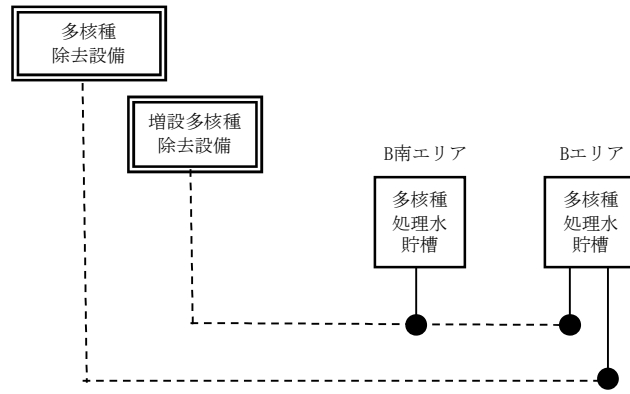 多核種
除去設備
増設多核種
除去設備
B南エリア
Bエリア
多核種
処理水
貯槽
多核種
処理水
貯槽